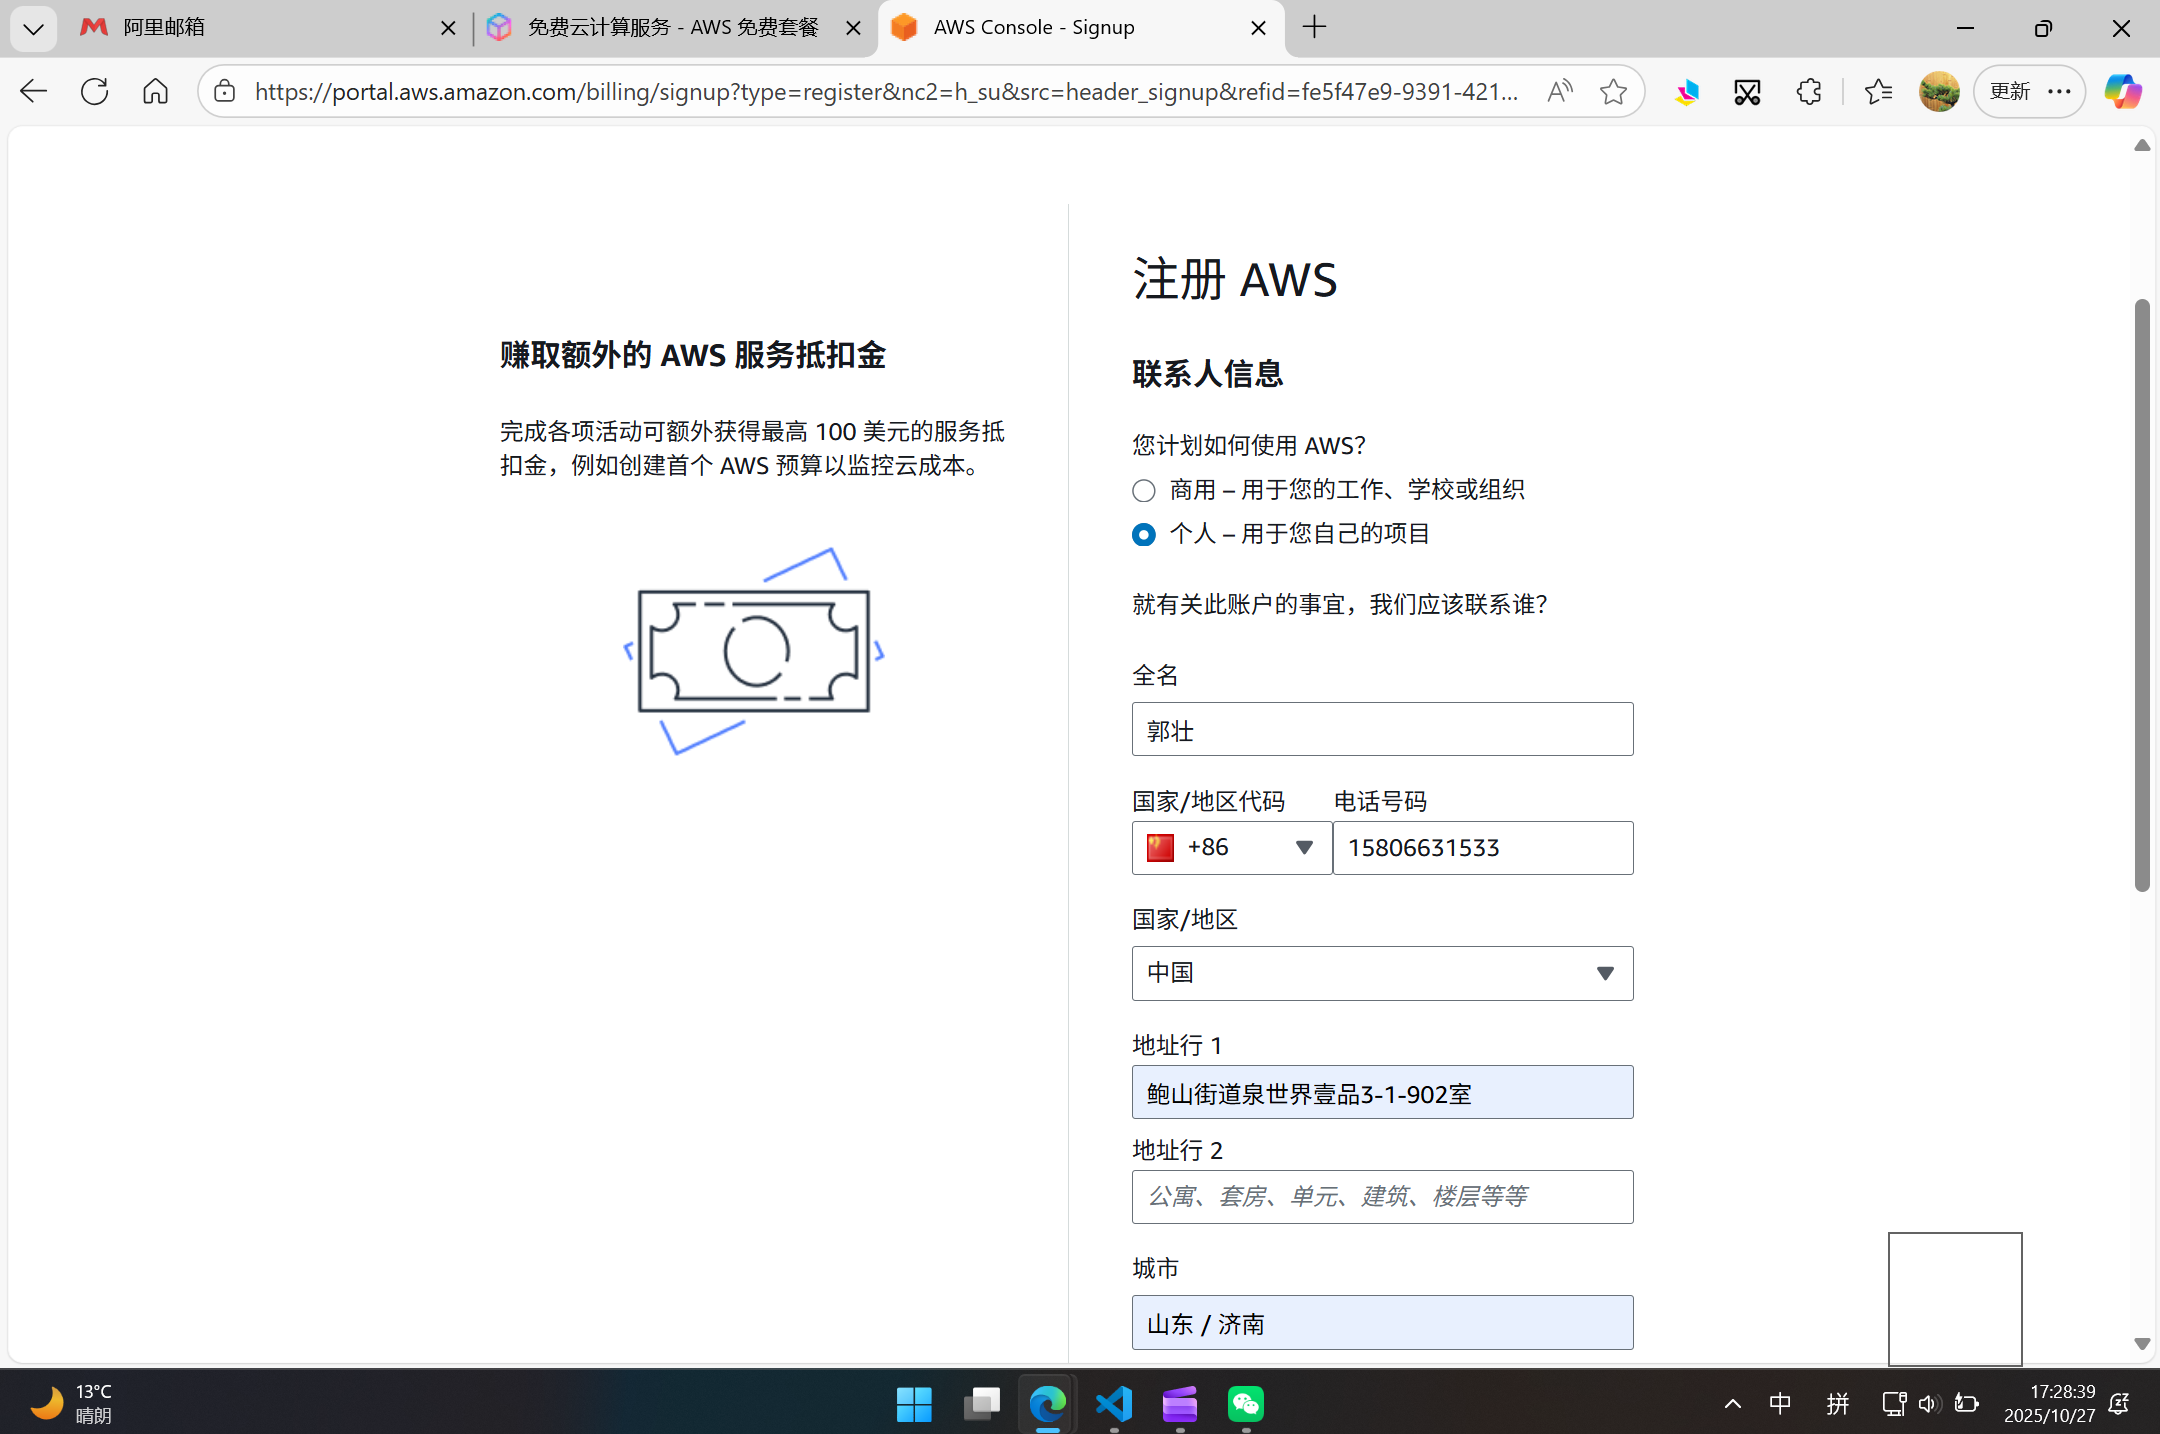 阿里邮箱
免费云计算服务 - AWS 免费套餐
AWS Console - Signup
https://portal.aws.amazon.com/billing/signup?type=register&nc2=h_su&src=header_signup&refid=fe5f47e9-9391-421...
更新
赚取额外的 AWS 服务抵扣金
完成各项活动可额外获得最高 100 美元的服务抵
扣金，例如创建首个 AWS 预算以监控云成本。
注册 AWS
联系人信息
您计划如何使用 AWS？
商用 – 用于您的工作、学校或组织
个人 – 用于您自己的项目
就有关此账户的事宜，我们应该联系谁？
全名
郭壮
国家/地区代码 电话号码
+86 15806631533
国家/地区
中国
地址行 1
鲍山街道泉世界壹品3-1-902室
地址行 2
公寓、套房、单元、建筑、楼层等等
城市
山东 / 济南
13°C
晴朗
中 拼
17:28:39
2025/10/27